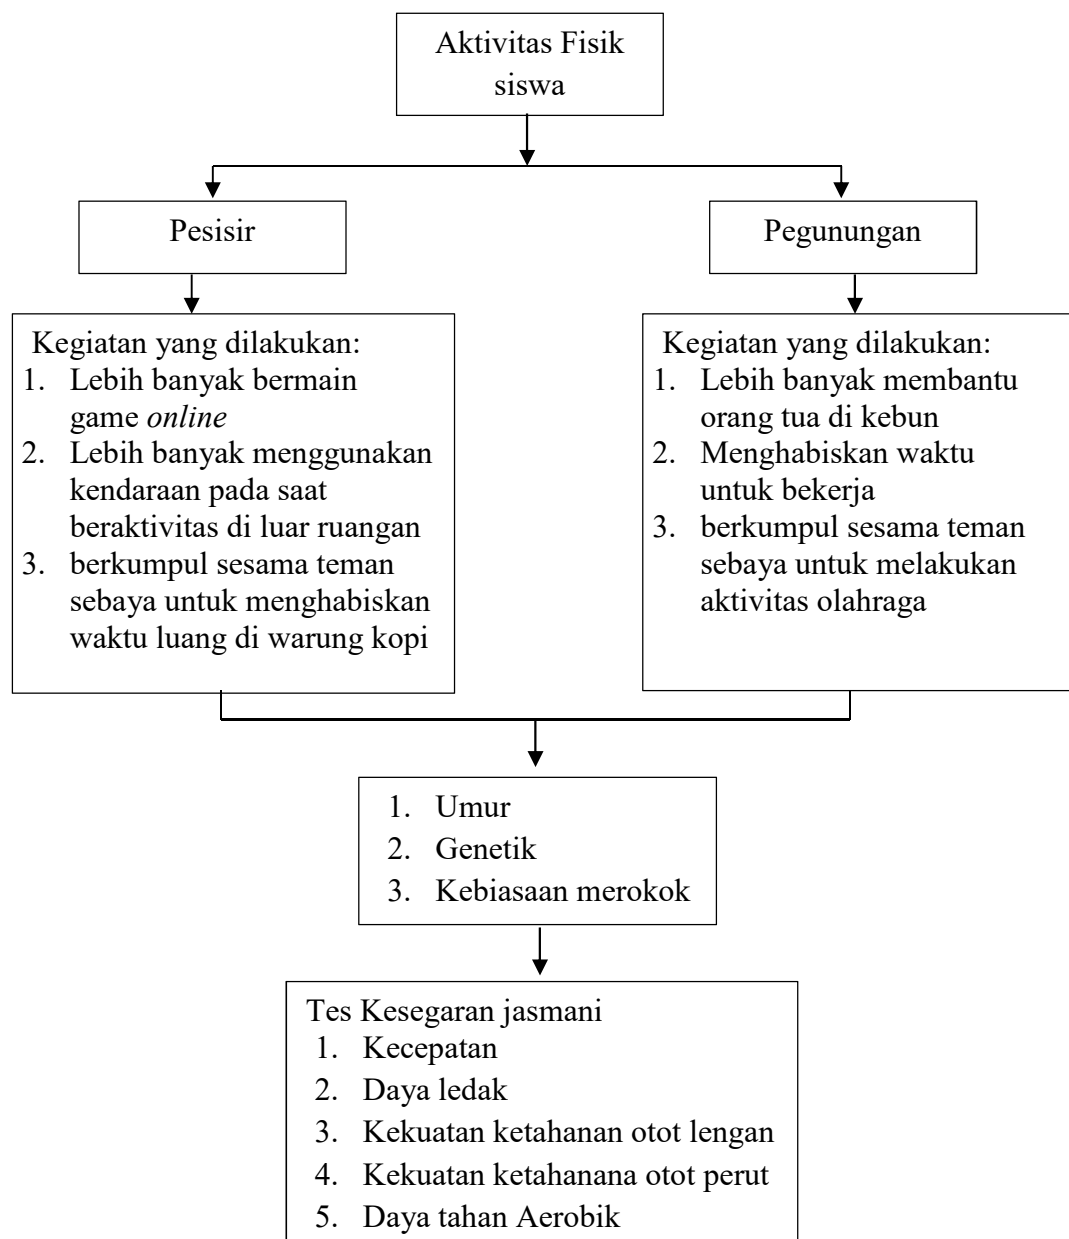 Aktivitas Fisik
siswa
Pesisir
Pegunungan
Kegiatan yang dilakukan:
1. Lebih banyak bermain
game online
2. Lebih banyak menggunakan
kendaraan pada saat
beraktivitas di luar ruangan
3. berkumpul sesama teman
sebaya untuk menghabiskan
waktu luang di warung kopi
Kegiatan yang dilakukan:
1. Lebih banyak membantu
orang tua di kebun
2. Menghabiskan waktu
untuk bekerja
3. berkumpul sesama teman
sebaya untuk melakukan
aktivitas olahraga
1. Umur
2. Genetik
3. Kebiasaan merokok
Tes Kesegaran jasmani
1. Kecepatan
2. Daya ledak
3. Kekuatan ketahanan otot lengan
4. Kekuatan ketahanana otot perut
5. Daya tahan Aerobik